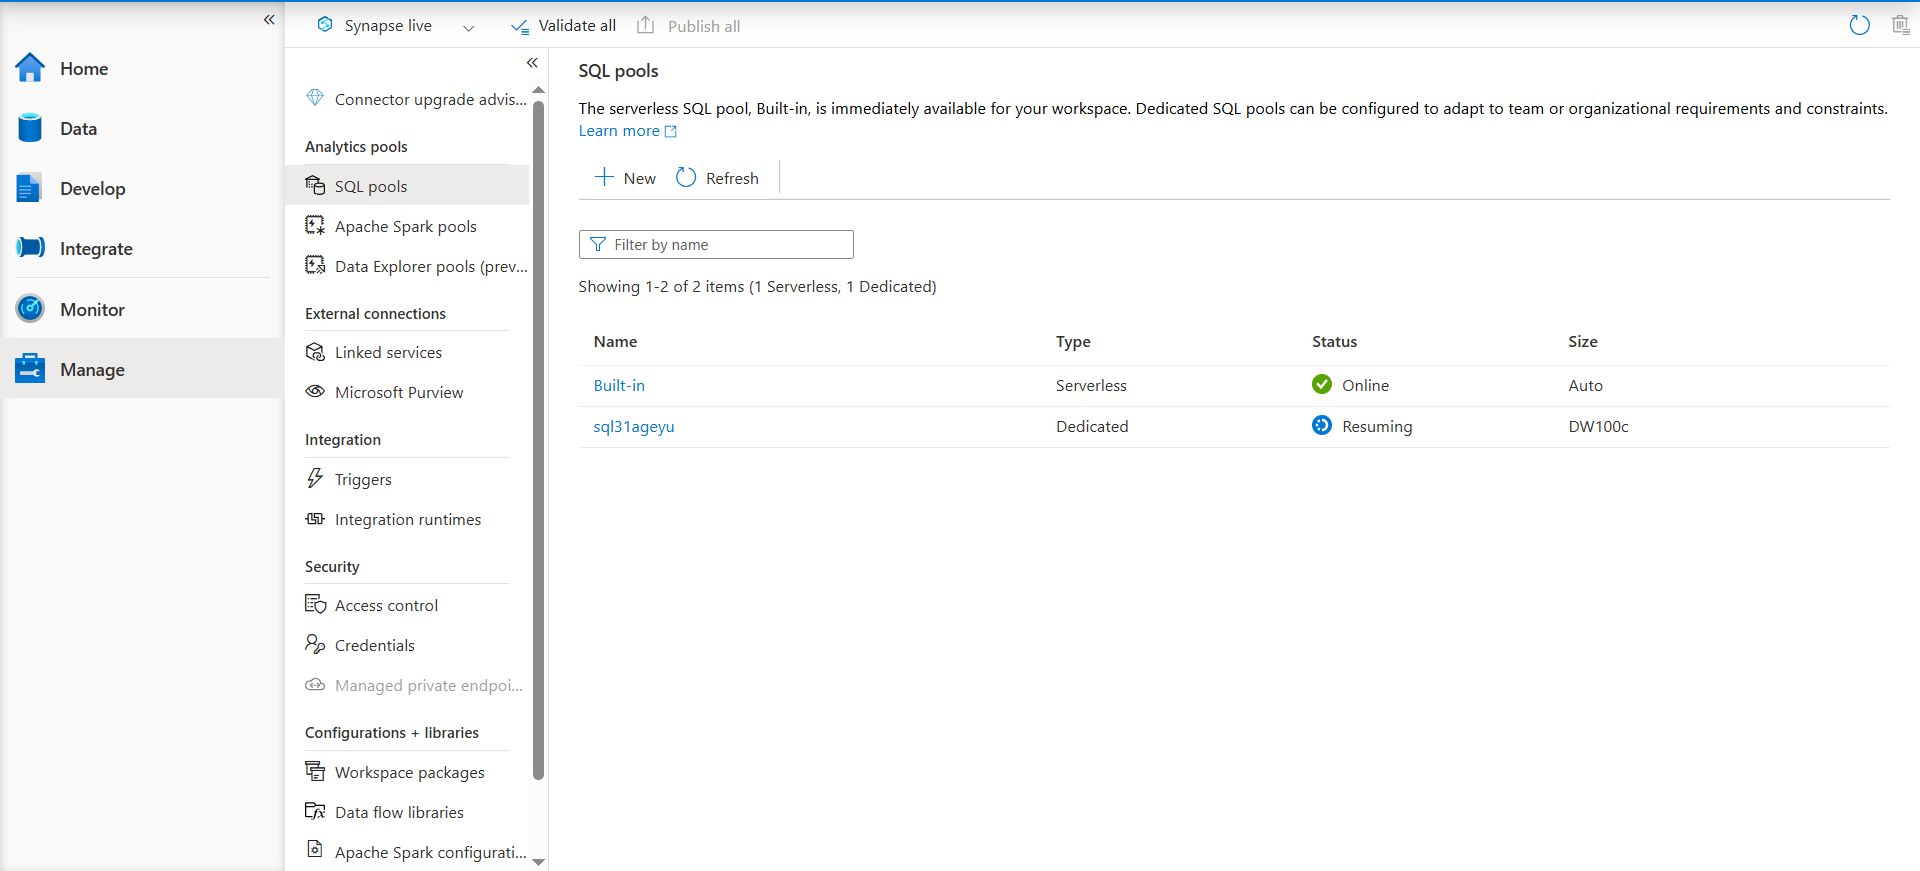 Synapse live
Validate all
Publish all
Home
Data
Develop
Integrate
Monitor
Manage
Connector upgrade advis...
Analytics pools
SQL pools
Apache Spark pools
Data Explorer pools (prev...
External connections
Linked services
Microsoft Purview
Integration
Triggers
Integration runtimes
Security
Access control
Credentials
Managed private endpoi...
Configurations + libraries
Workspace packages
Data flow libraries
Apache Spark configurati...
SQL pools
The serverless SQL pool, Built-in, is immediately available for your workspace. Dedicated SQL pools can be configured to adapt to team or organizational requirements and constraints.
Learn more
New Refresh
Filter by name
Showing 1-2 of 2 items (1 Serverless, 1 Dedicated)
Name Type Status Size
Built-in Serverless Online Auto
sql31ageyu Dedicated Resuming DW100c